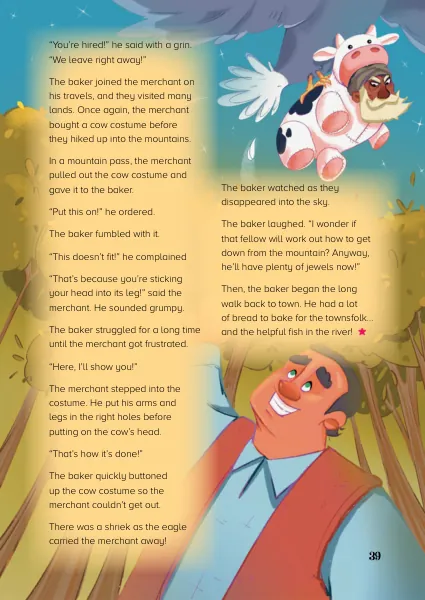 “You’re hired!” he said with a grin.
“We leave right away!”
The baker joined the merchant on
his travels, and they visited many
lands. Once again, the merchant
bought a cow costume before
they hiked up into the mountains.
In a mountain pass, the merchant
pulled out the cow costume and
gave it to the baker.
“Put this on!” he ordered.
The baker fumbled with it.
“This doesn’t fit!” he complained
“That’s because you’re sticking
your head into its leg!” said the
merchant. He sounded grumpy.
The baker struggled for a long time
until the merchant got frustrated.
“Here, I’ll show you!”
The merchant stepped into the
costume. He put his arms and
legs in the right holes before
putting on the cow’s head.
“That’s how it’s done!”
The baker quickly buttoned
up the cow costume so the
merchant couldn’t get out.
There was a shriek as the eagle
carried the merchant away!
The baker watched as they
disappeared into the sky.
The baker laughed. “I wonder if
that fellow will work out how to get
down from the mountain? Anyway,
he’ll have plenty of jewels now!”
Then, the baker began the long
walk back to town. He had a lot
of bread to bake for the townsfolk...
and the helpful fish in the river! ★
39